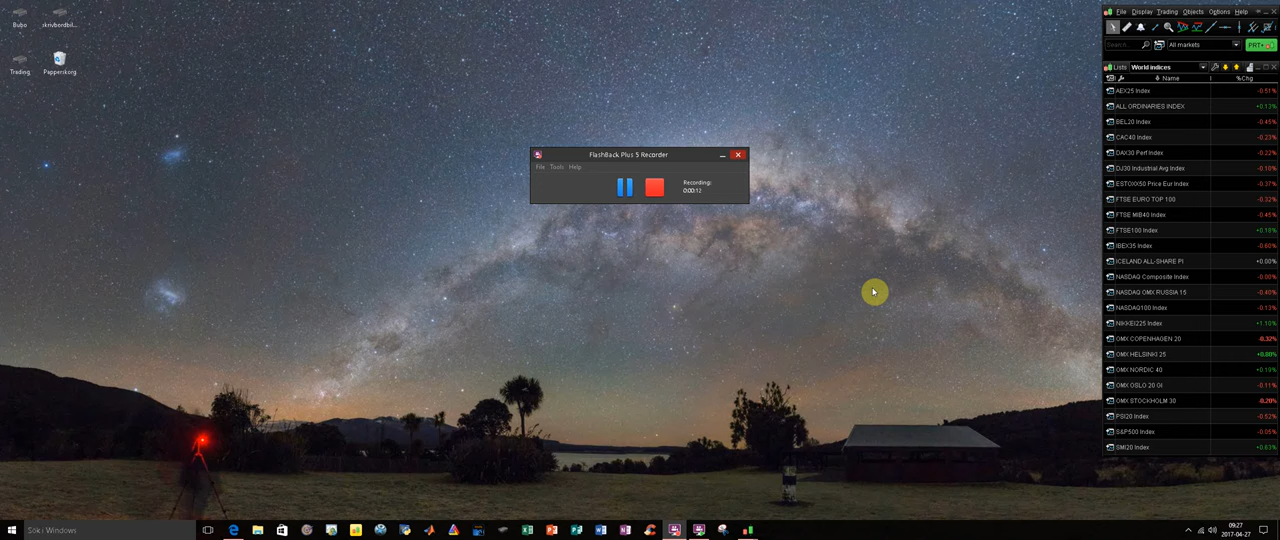 Bubo
File Display Trading Objects Options Help
Trading
Papperskorg
Search...
All markets
PRT+
Lists
World indices
Name
%Chg
AEX25 Index -0.51%
ALL ORDINARIES INDEX +0.13%
BEL20 Index -0.45%
CAC40 Index -0.23%
DAX30 Perf Index -0.22%
DJ30 Industrial Avg Index -0.10%
ESTOXX50 Price Eur Index -0.37%
FTSE EURO TOP 100 -0.32%
FTSE MIB40 Index -0.45%
FTSE100 Index +0.18%
IBEX35 Index -0.60%
ICELAND ALL-SHARE PI +0.00%
NASDAQ Composite Index -0.00%
NASDAQ OMX RUSSIA 15 -0.40%
NASDAQ100 Index -0.13%
NIKKEI225 Index +1.10%
OMX COPENHAGEN 20 -0.32%
OMX HELSINKI 25 +0.00%
OMX NORDIC 40 +0.19%
OMX OSLO 20 GI -0.11%
OMX STOCKHOLM 30 -0.20%
PSI20 Index -0.52%
S&P500 Index -0.05%
SMI20 Index +0.63%
FlashBack Plus 5 Recorder
File Tools Help
Recording:
0:00:12
Sök i Windows
09:27
2017-04-27